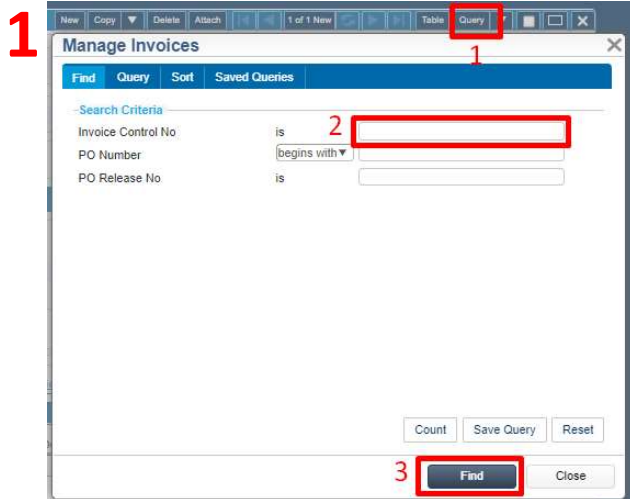 1
New Copy Delete Attach 1 of 1 New Table Query
1
Manage Invoices
Find Query Sort Saved Queries
Search Criteria
Invoice Control No is 2
PO Number begins with
PO Release No is
Count Save Query Reset
3 Find Close